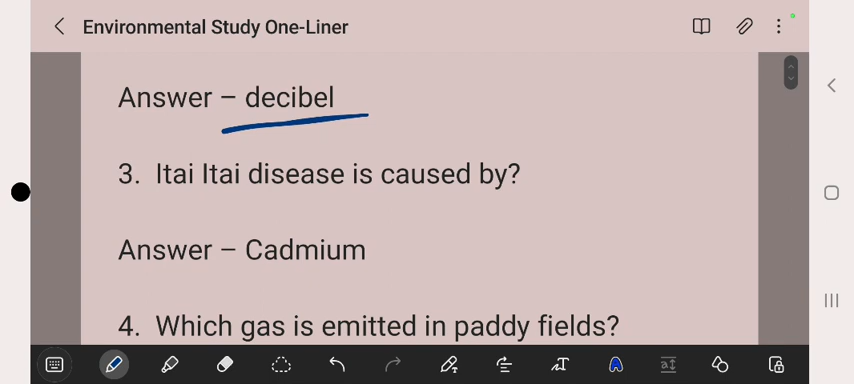 Environmental Study One-Liner
Answer – decibel
3. Itai Itai disease is caused by?
Answer – Cadmium
4. Which gas is emitted in paddy fields?